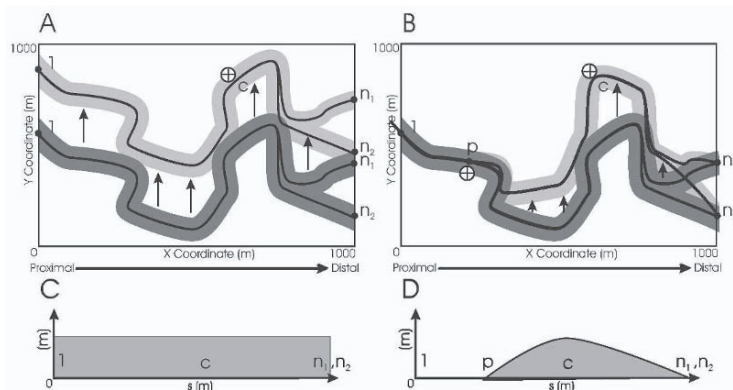 A
B
1000
1
1
c
n1
n2
n1
n2
Y Coordinate (m)
0
X Coordinate (m)
1000
Proximal
Distal
1000
1
p
c
n
n
Y Coordinate (m)
0
X Coordinate (m)
1000
Proximal
Distal
C
D
(m)
1
c
n1,n2
0
s (m)
(m)
1
p
c
n1,n2
0
s (m)